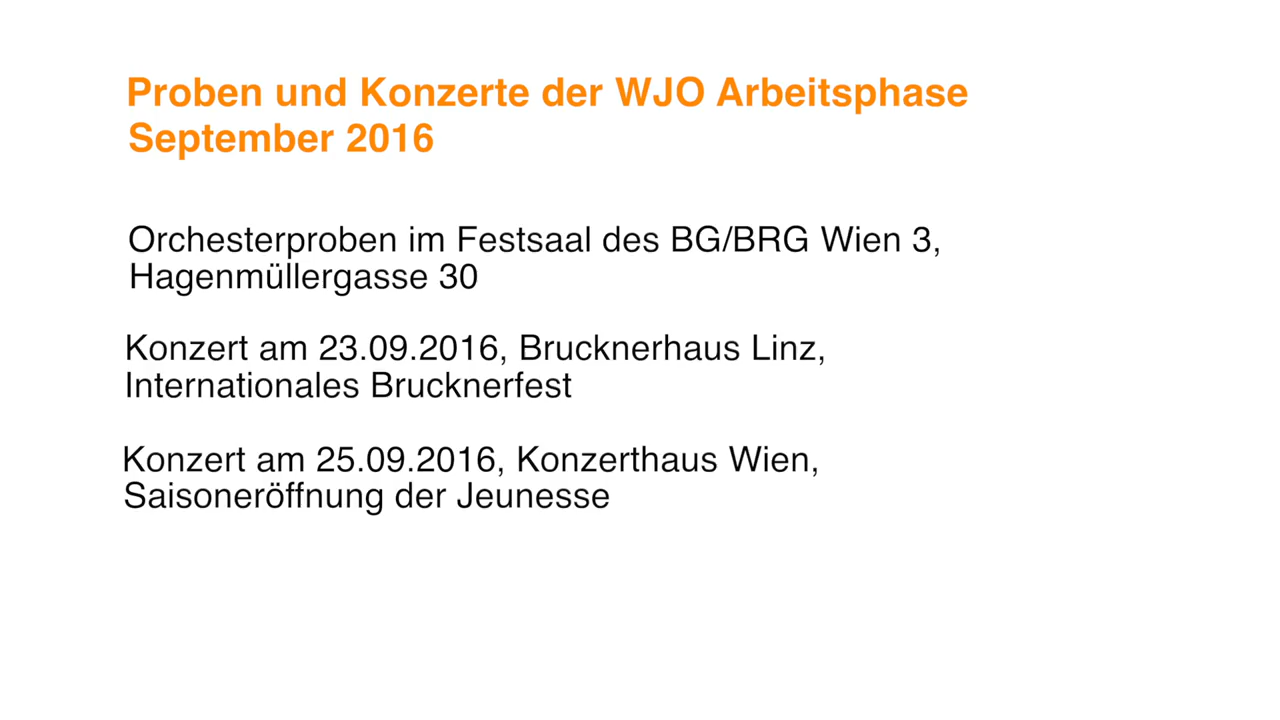 Proben und Konzerte der WJO Arbeitsphase
September 2016
Orchesterproben im Festsaal des BG/BRG Wien 3,
Hagenmüllergasse 30
Konzert am 23.09.2016, Brucknerhaus Linz,
Internationales Brucknerfest
Konzert am 25.09.2016, Konzerthaus Wien,
Saisoneröffnung der Jeunesse